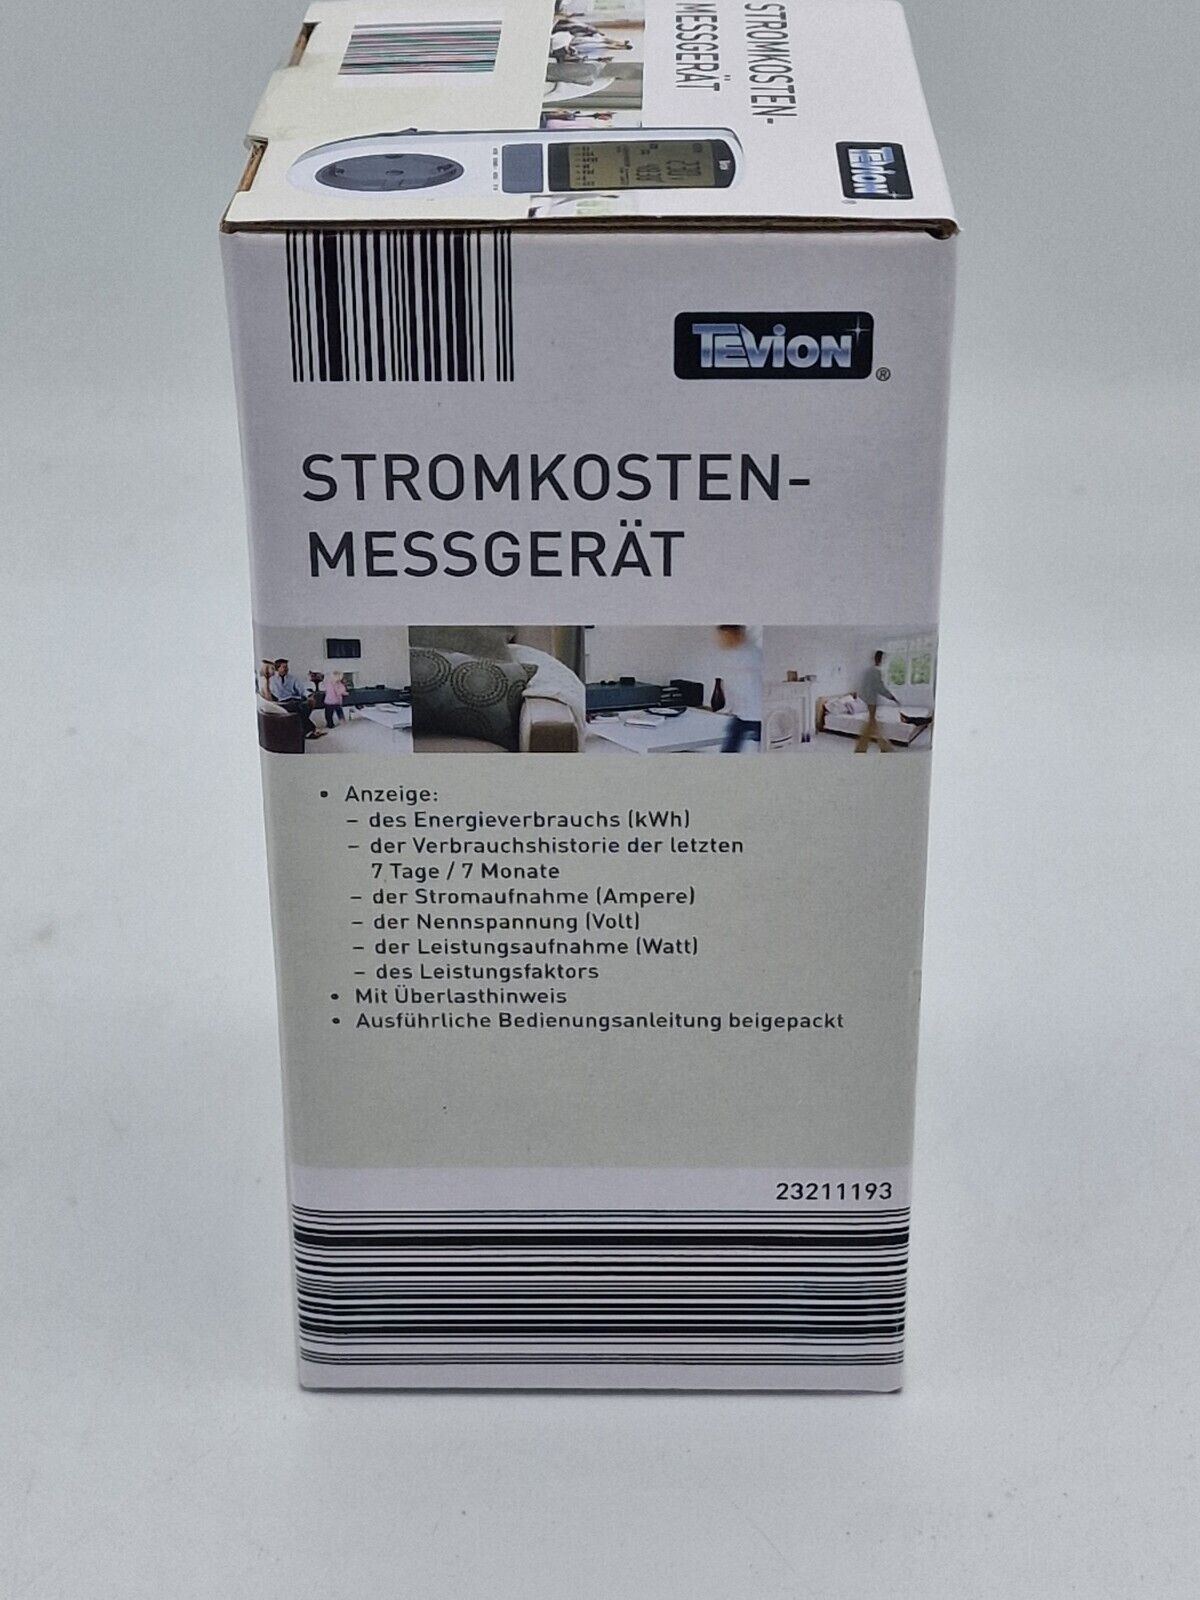 STROMKOSTEN-
MESSGERÄT
TEVION
®
TEVION
®
STROMKOSTEN-
MESSGERÄT
• Anzeige:
– des Energieverbrauchs (kWh)
– der Verbrauchshistorie der letzten
7 Tage / 7 Monate
– der Stromaufnahme (Ampere)
– der Nennspannung (Volt)
– der Leistungsaufnahme (Watt)
– des Leistungsfaktors
• Mit Überlasthinweis
• Ausführliche Bedienungsanleitung beigepackt
23211193